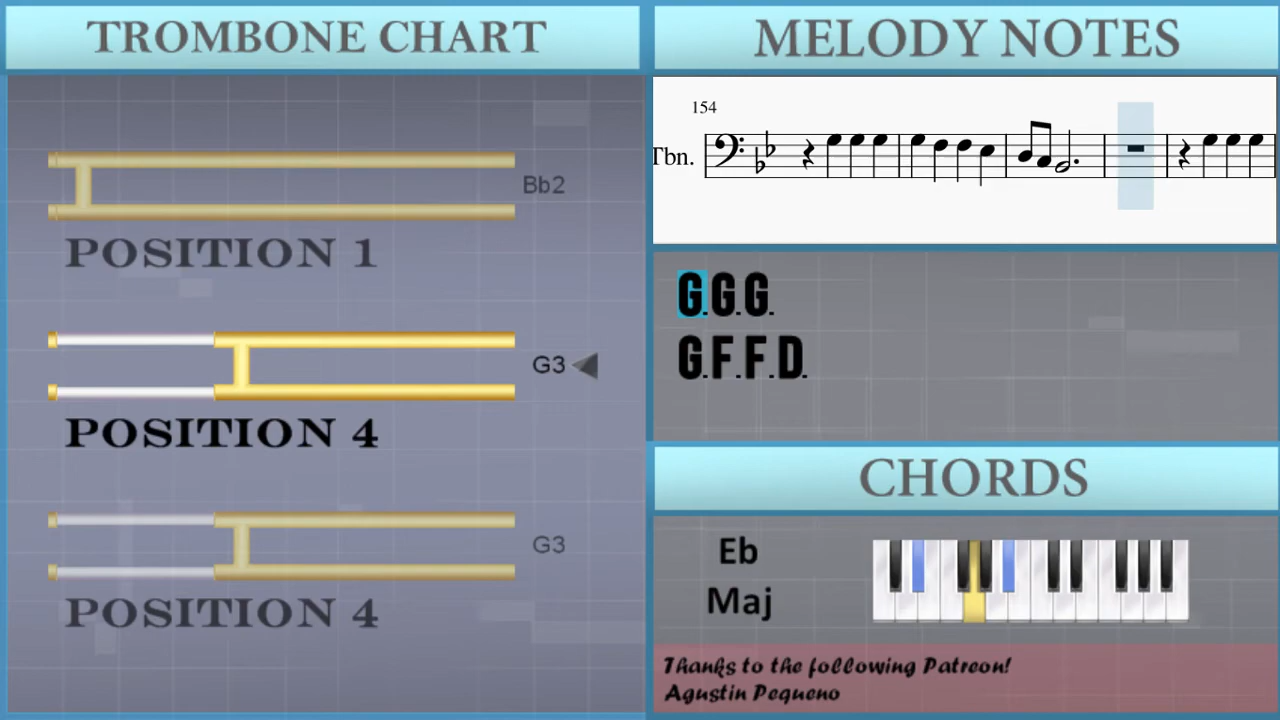 TROMBONE CHART
Bb2
POSITION 1
G3
POSITION 4
G3
POSITION 4
MELODY NOTES
154
Tbn.
G.G.G.
G.F.F.D.
CHORDS
Eb
Maj
Thanks to the following Patreon!
Agustin Pequeno